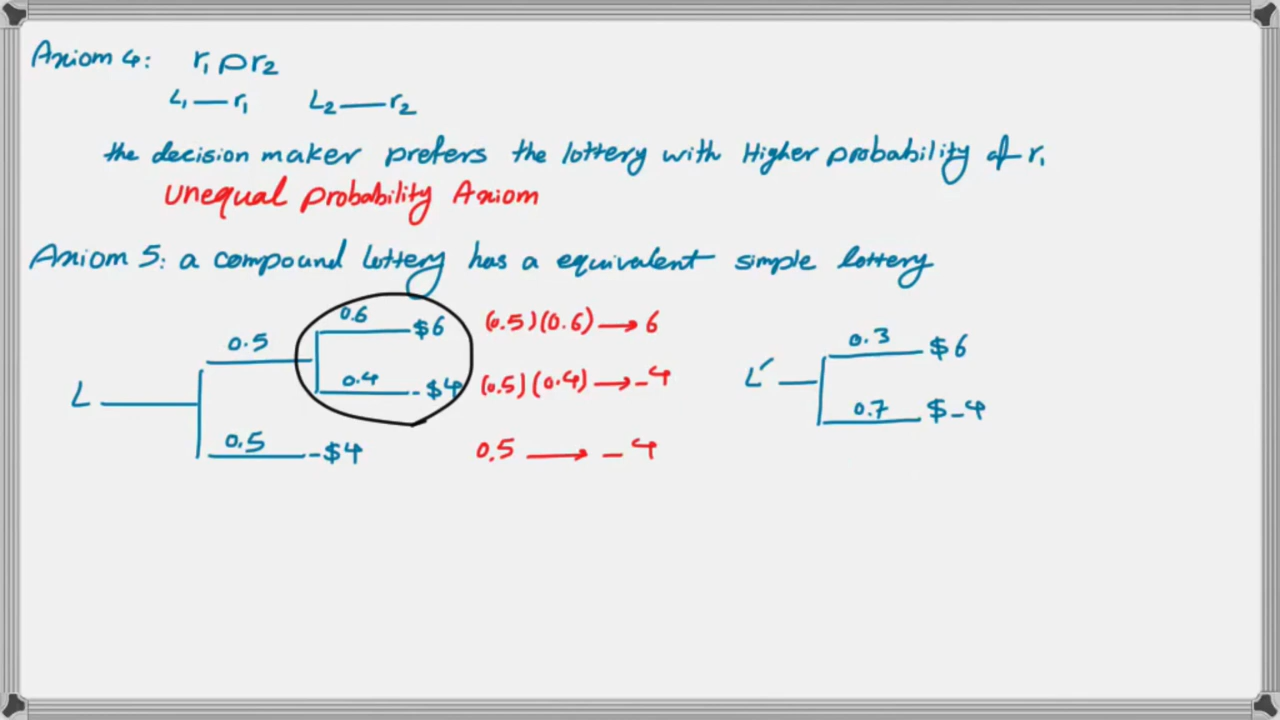 Axiom 4: r1 p r2
L1 — r1 L2 — r2
the decision maker prefers the lottery with Higher probability of r1
Unequal probability Axiom
Axiom 5: a compound lottery has a equivalent simple lottery
0.6 $6 (0.5)(0.6) → 6
0.5 0.3 $6
0.4 -$4 (0.5)(0.4) → -4 L′
L 0.7 $-4
0.5 -$4 0.5 → -4